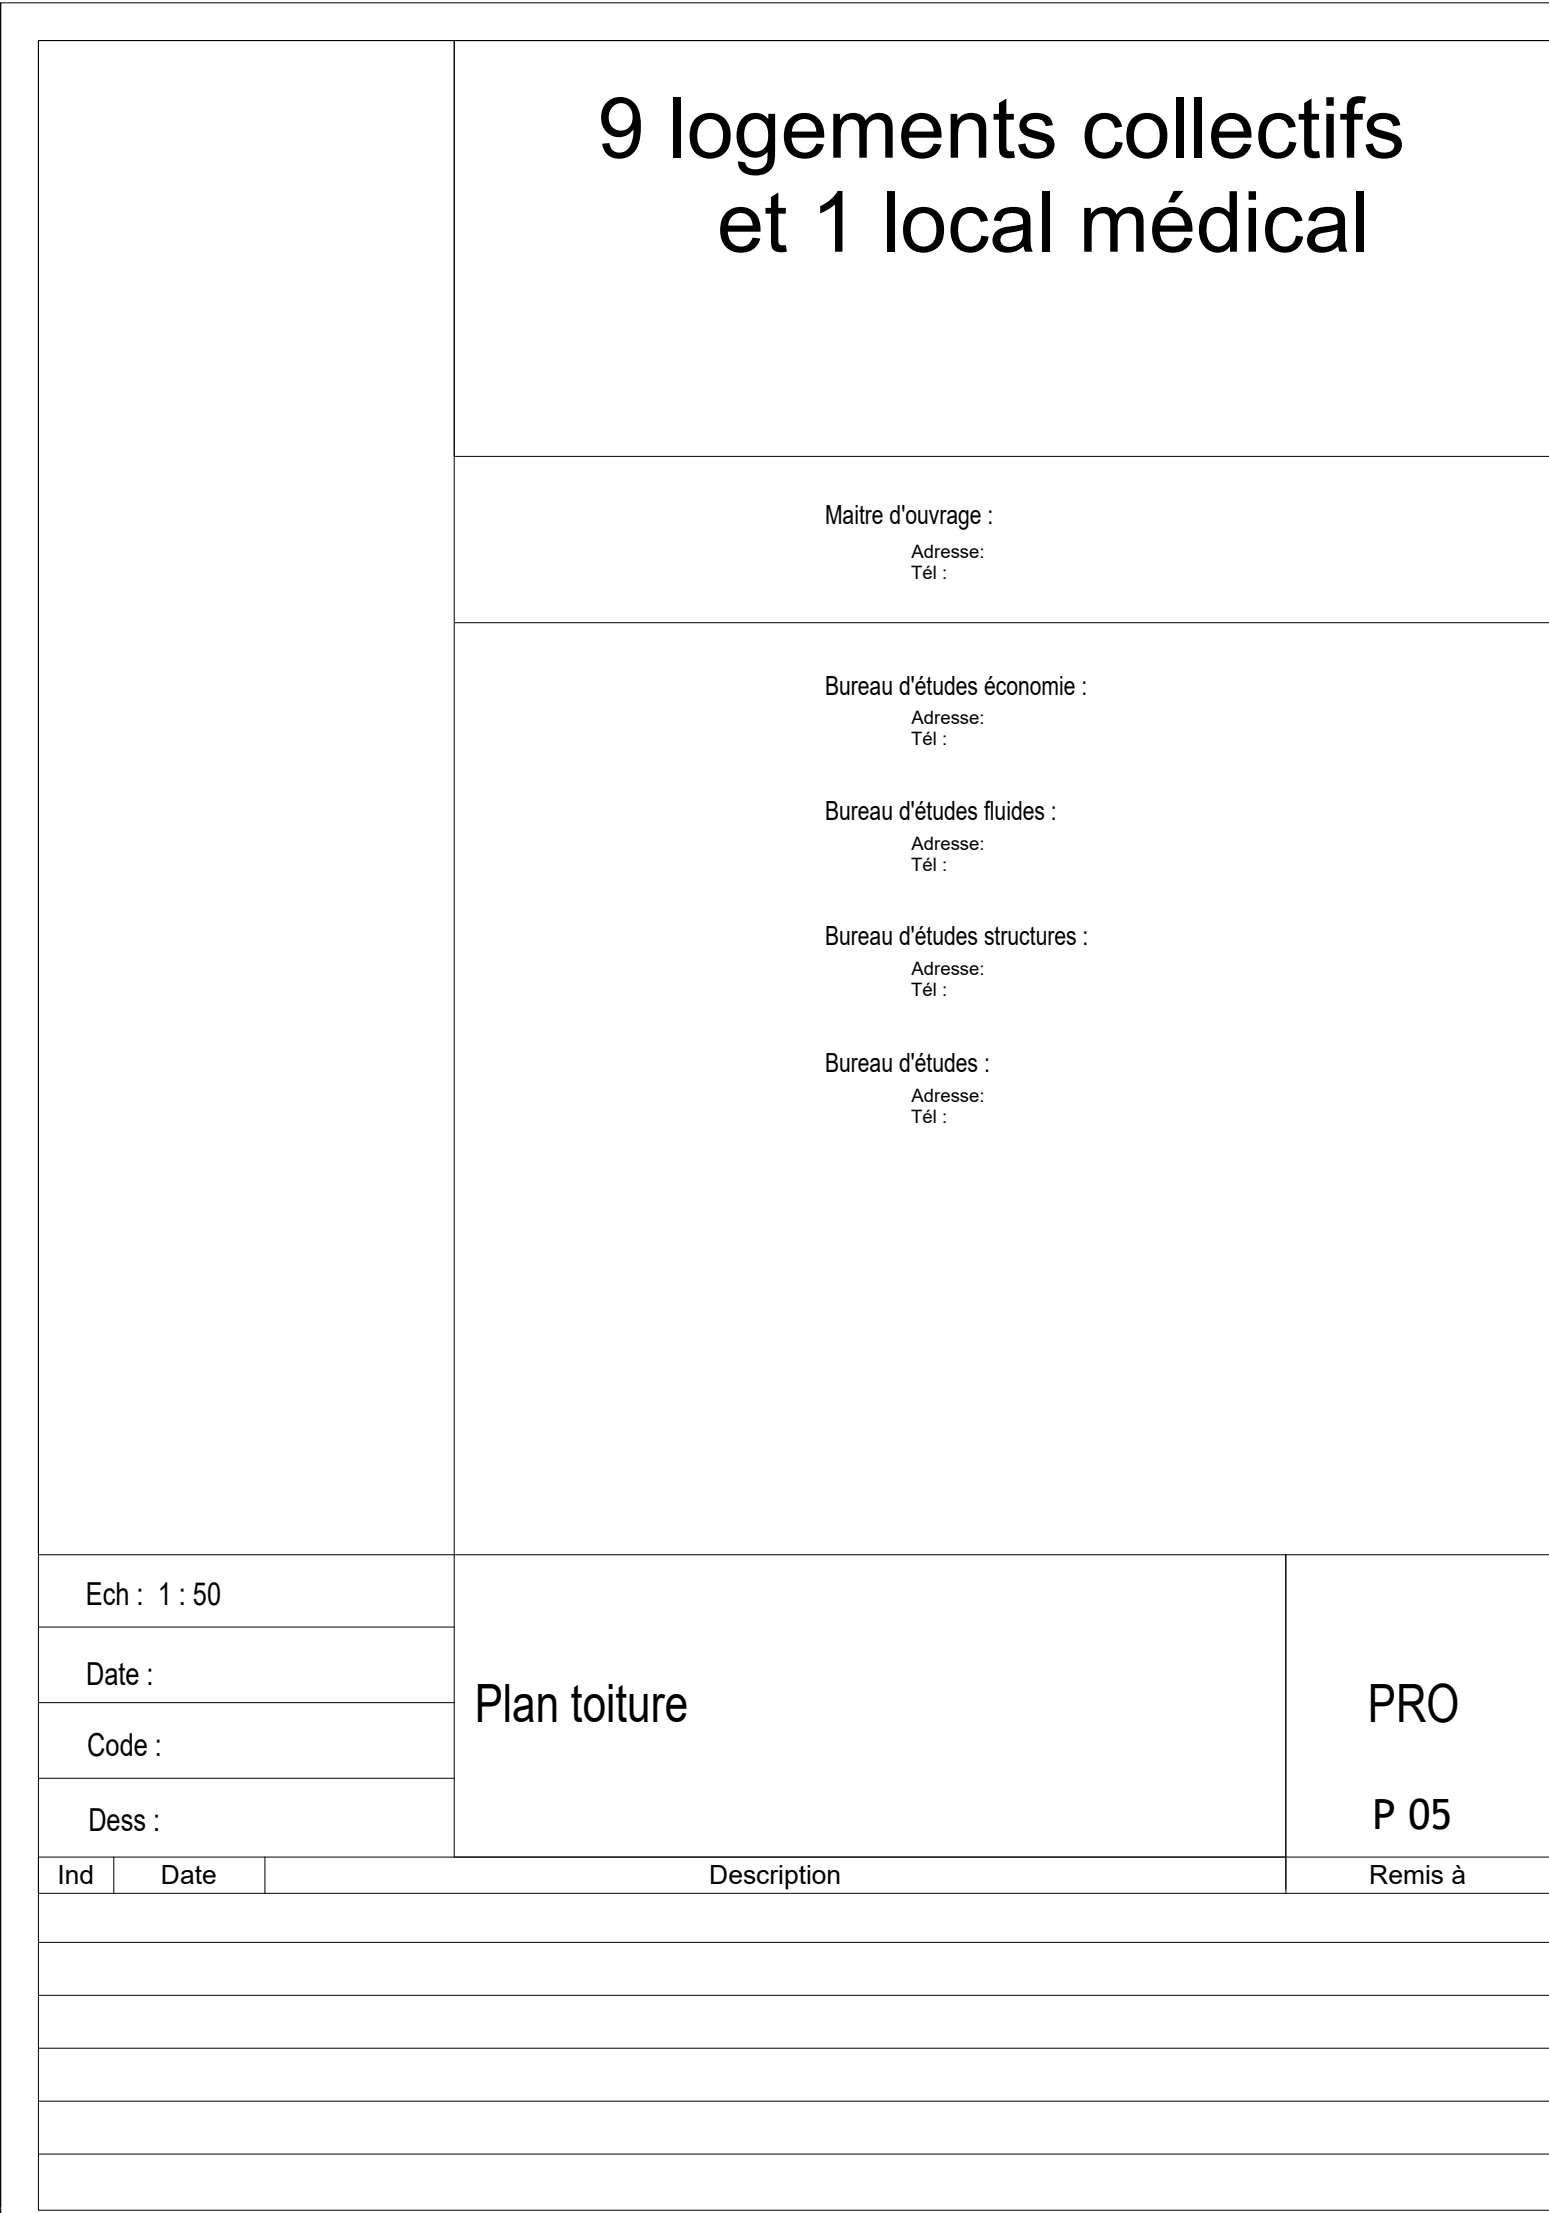 9 logements collectifs
et 1 local médical
Maitre d'ouvrage :
Adresse:
Tél :
Bureau d'études économie :
Adresse:
Tél :
Bureau d'études fluides :
Adresse:
Tél :
Bureau d'études structures :
Adresse:
Tél :
Bureau d'études :
Adresse:
Tél :
Ech : 1 : 50
Date :
Code :
Dess :
Plan toiture
PRO
P 05
Ind Date Description Remis à